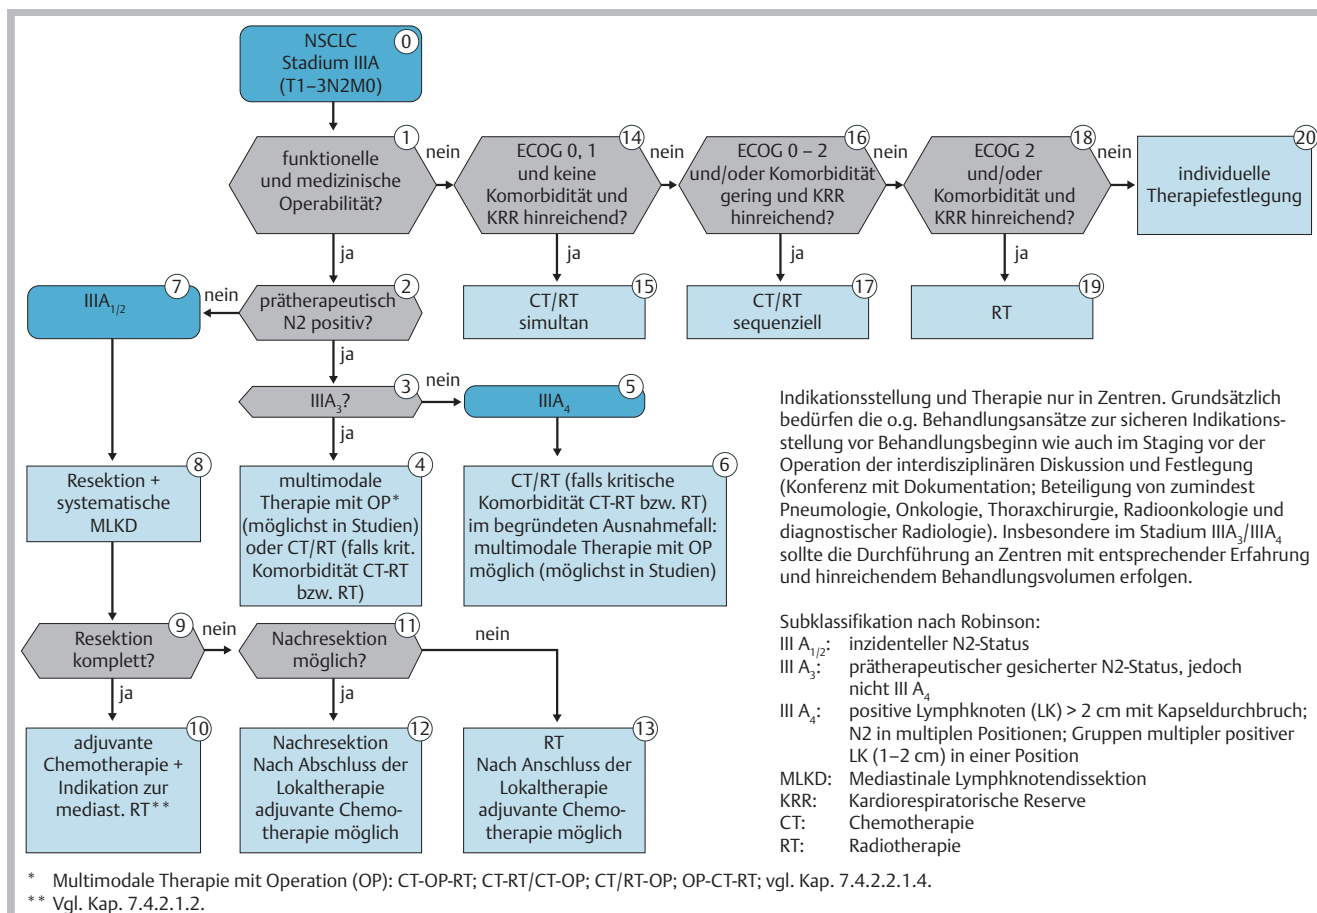 NSCLC
Stadium IIIA
(T1–3N2M0)
0
funktionelle
und medizinische
Operabilität?
1
nein
ECOG 0, 1
und keine
Komorbidität und
KRR hinreichend?
14
nein
ECOG 0 – 2
und/oder Komorbidität
gering und KRR
hinreichend?
16
nein
ECOG 2
und/oder
Komorbidität und
KRR hinreichend?
18
nein
individuelle
Therapiefestlegung
20
ja
ja
ja
ja
IIIA1/2
7
nein
prätherapeutisch
N2 positiv?
2
CT/RT
simultan
15
CT/RT
sequenziell
17
RT
19
ja
IIIA3?
3
nein
IIIA4
5
ja
Resektion +
systematische
MLKD
8
multimodale
Therapie mit OP*
(möglichst in Studien)
oder CT/RT (falls krit.
Komorbidität CT-RT
bzw. RT)
4
CT/RT (falls kritische
Komorbidität CT-RT bzw. RT)
im begründeten Ausnahmefall:
multimodale Therapie mit OP
möglich (möglichst in Studien)
6
Resektion
komplett?
9
nein
Nachresektion
möglich?
11
nein
ja
ja
adjuvante
Chemotherapie +
Indikation zur
mediast. RT**
10
Nachresektion
Nach Abschluss der
Lokaltherapie
adjuvante Chemo-
therapie möglich
12
RT
Nach Anschluss der
Lokaltherapie
adjuvante Chemo-
therapie möglich
13
Indikationsstellung und Therapie nur in Zentren. Grundsätzlich
bedürfen die o.g. Behandlungsansätze zur sicheren Indikations-
stellung vor Behandlungsbeginn wie auch im Staging vor der
Operation der interdisziplinären Diskussion und Festlegung
(Konferenz mit Dokumentation; Beteiligung von zumindest
Pneumologie, Onkologie, Thoraxchirurgie, Radioonkologie und
diagnostischer Radiologie). Insbesondere im Stadium IIIA3/IIIA4
sollte die Durchführung an Zentren mit entsprechender Erfahrung
und hinreichendem Behandlungsvolumen erfolgen.
Subklassifikation nach Robinson:
III A1/2: inzidenteller N2-Status
III A3: prätherapeutischer gesicherter N2-Status, jedoch
nicht III A4
III A4: positive Lymphknoten (LK) > 2 cm mit Kapseldurchbruch;
N2 in multiplen Positionen; Gruppen multipler positiver
LK (1–2 cm) in einer Position
MLKD: Mediastinale Lymphknotendissektion
KRR: Kardiorespiratorische Reserve
CT: Chemotherapie
RT: Radiotherapie
* Multimodale Therapie mit Operation (OP): CT-OP-RT; CT-RT/CT-OP; CT/RT-OP; OP-CT-RT; vgl. Kap. 7.4.2.2.1.4.
** Vgl. Kap. 7.4.2.1.2.